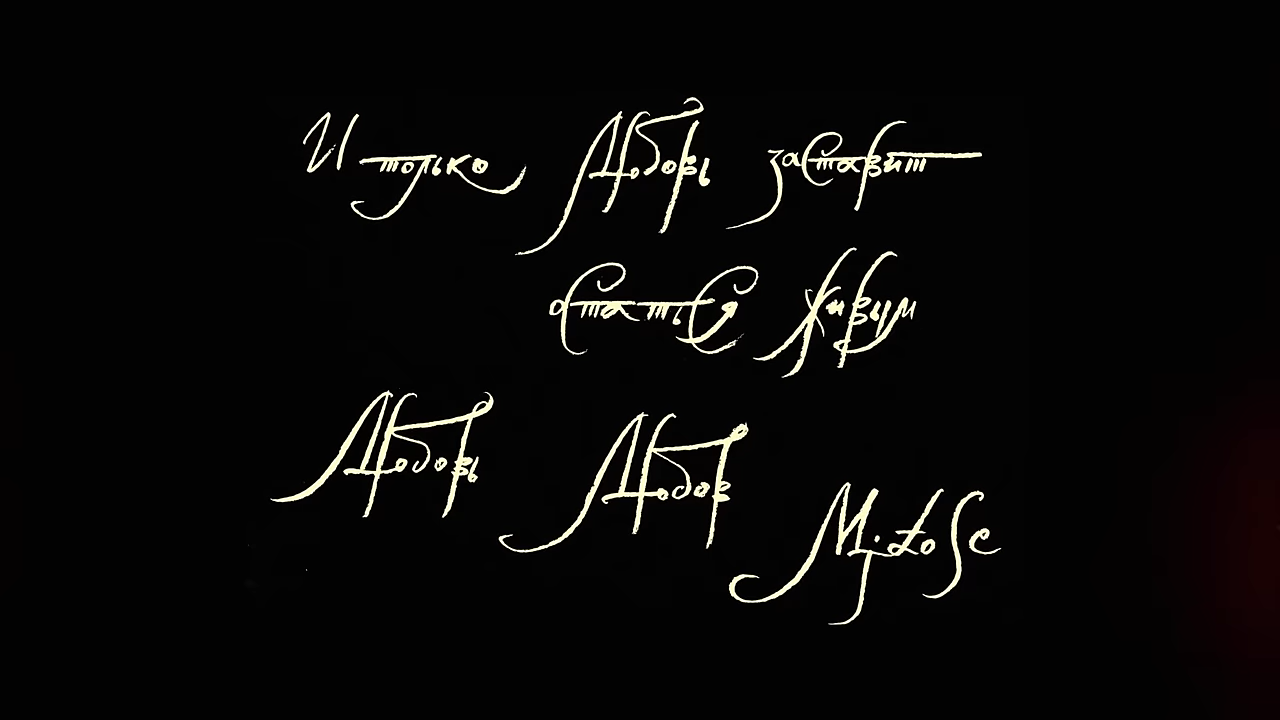 И только Любовь заставит
остаться живым
Любовь Любов Miłosc